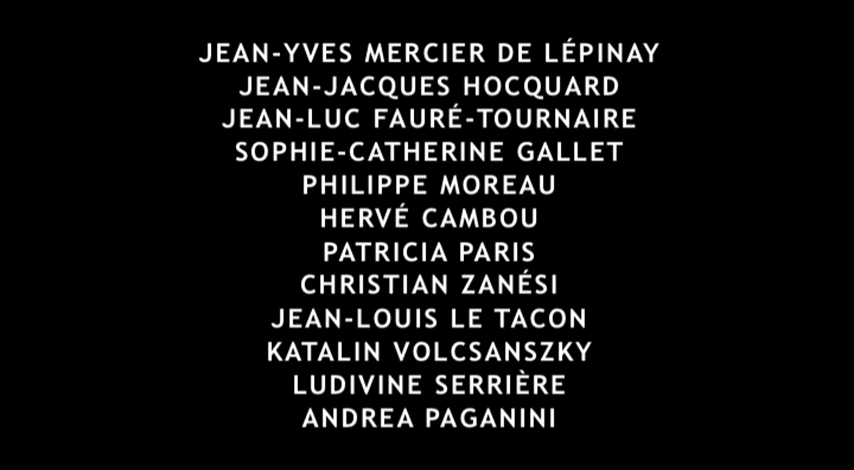 JEAN-YVES MERCIER DE LÉPINAY
JEAN-JACQUES HOCQUARD
JEAN-LUC FAURÉ-TOURNAIRE
SOPHIE-CATHERINE GALLET
PHILIPPE MOREAU
HERVÉ CAMBOU
PATRICIA PARIS
CHRISTIAN ZANÉSI
JEAN-LOUIS LE TACON
KATALIN VOLCSANSZKY
LUDIVINE SERRIÈRE
ANDREA PAGANINI